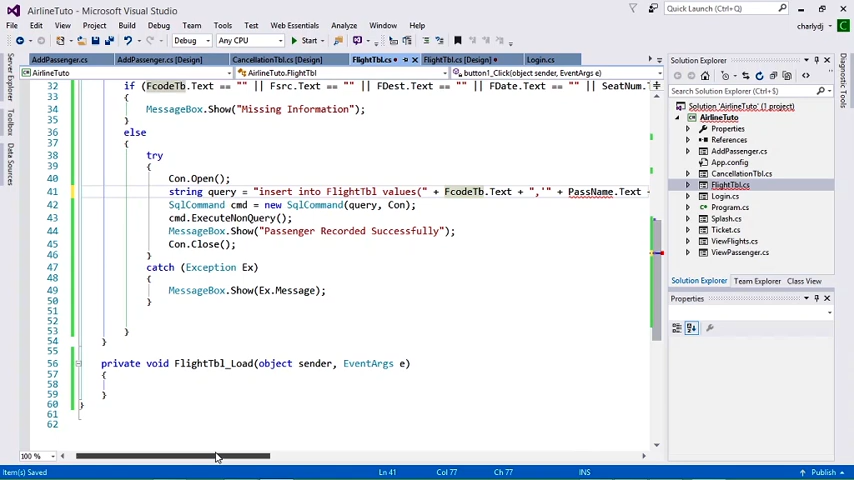 AirlineTuto - Microsoft Visual Studio
Quick Launch (Ctrl+Q)
File Edit View Project Build Debug Team Tools Test Web Essentials Analyze Window Help
charlydj
Debug Any CPU Start
AddPassenger.cs AddPassenger.cs [Design] CancellationTbl.cs [Design] FlightTbl.cs FlightTbl.cs [Design] Login.cs
AirlineTuto AirlineTuto.FlightTbl button1_Click(object sender, EventArgs e)
Server Explorer
Toolbox
Data Sources
32 if (FcodeTb.Text == "" || Fsrc.Text == "" || FDest.Text == "" || FDate.Text == "" || SeatNum.T
33 {
34 MessageBox.Show("Missing Information");
35 }
36 else
37 {
38 try
39 {
40 Con.Open();
41 string query = "insert into FlightTbl values(" + FcodeTb.Text + ",'" + PassName.Text +
42 SqlCommand cmd = new SqlCommand(query, Con);
43 cmd.ExecuteNonQuery();
44 MessageBox.Show("Passenger Recorded Successfully");
45 Con.Close();
46 }
47 catch (Exception Ex)
48 {
49 MessageBox.Show(Ex.Message);
50 }
51
52
53 }
54 }
55
56 private void FlightTbl_Load(object sender, EventArgs e)
57 {
58
59 }
60 }
61
62
100 %
Solution Explorer
Search Solution Explorer (Ctrl+;)
Solution 'AirlineTuto' (1 project)
AirlineTuto
Properties
References
AddPassenger.cs
App.config
CancellationTbl.cs
FlightTbl.cs
Login.cs
Program.cs
Splash.cs
Ticket.cs
ViewFlights.cs
ViewPassenger.cs
Solution Explorer Team Explorer Class View
Properties
Diagnostic Tools
Item(s) Saved Ln 41 Col 77 Ch 77 INS Publish